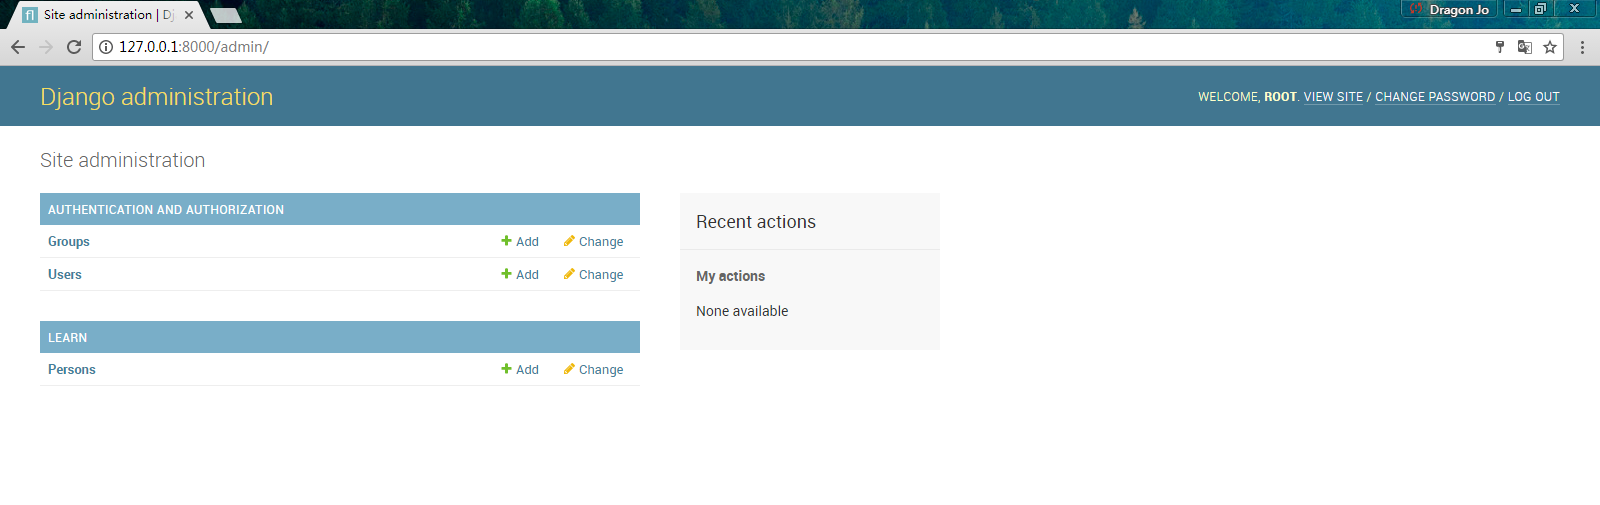 Site administration | Dj
Dragon Jo
127.0.0.1:8000/admin/
Django administration
WELCOME, ROOT. VIEW SITE / CHANGE PASSWORD / LOG OUT
Site administration
AUTHENTICATION AND AUTHORIZATION
Groups Add Change
Users Add Change
LEARN
Persons Add Change
Recent actions
My actions
None available